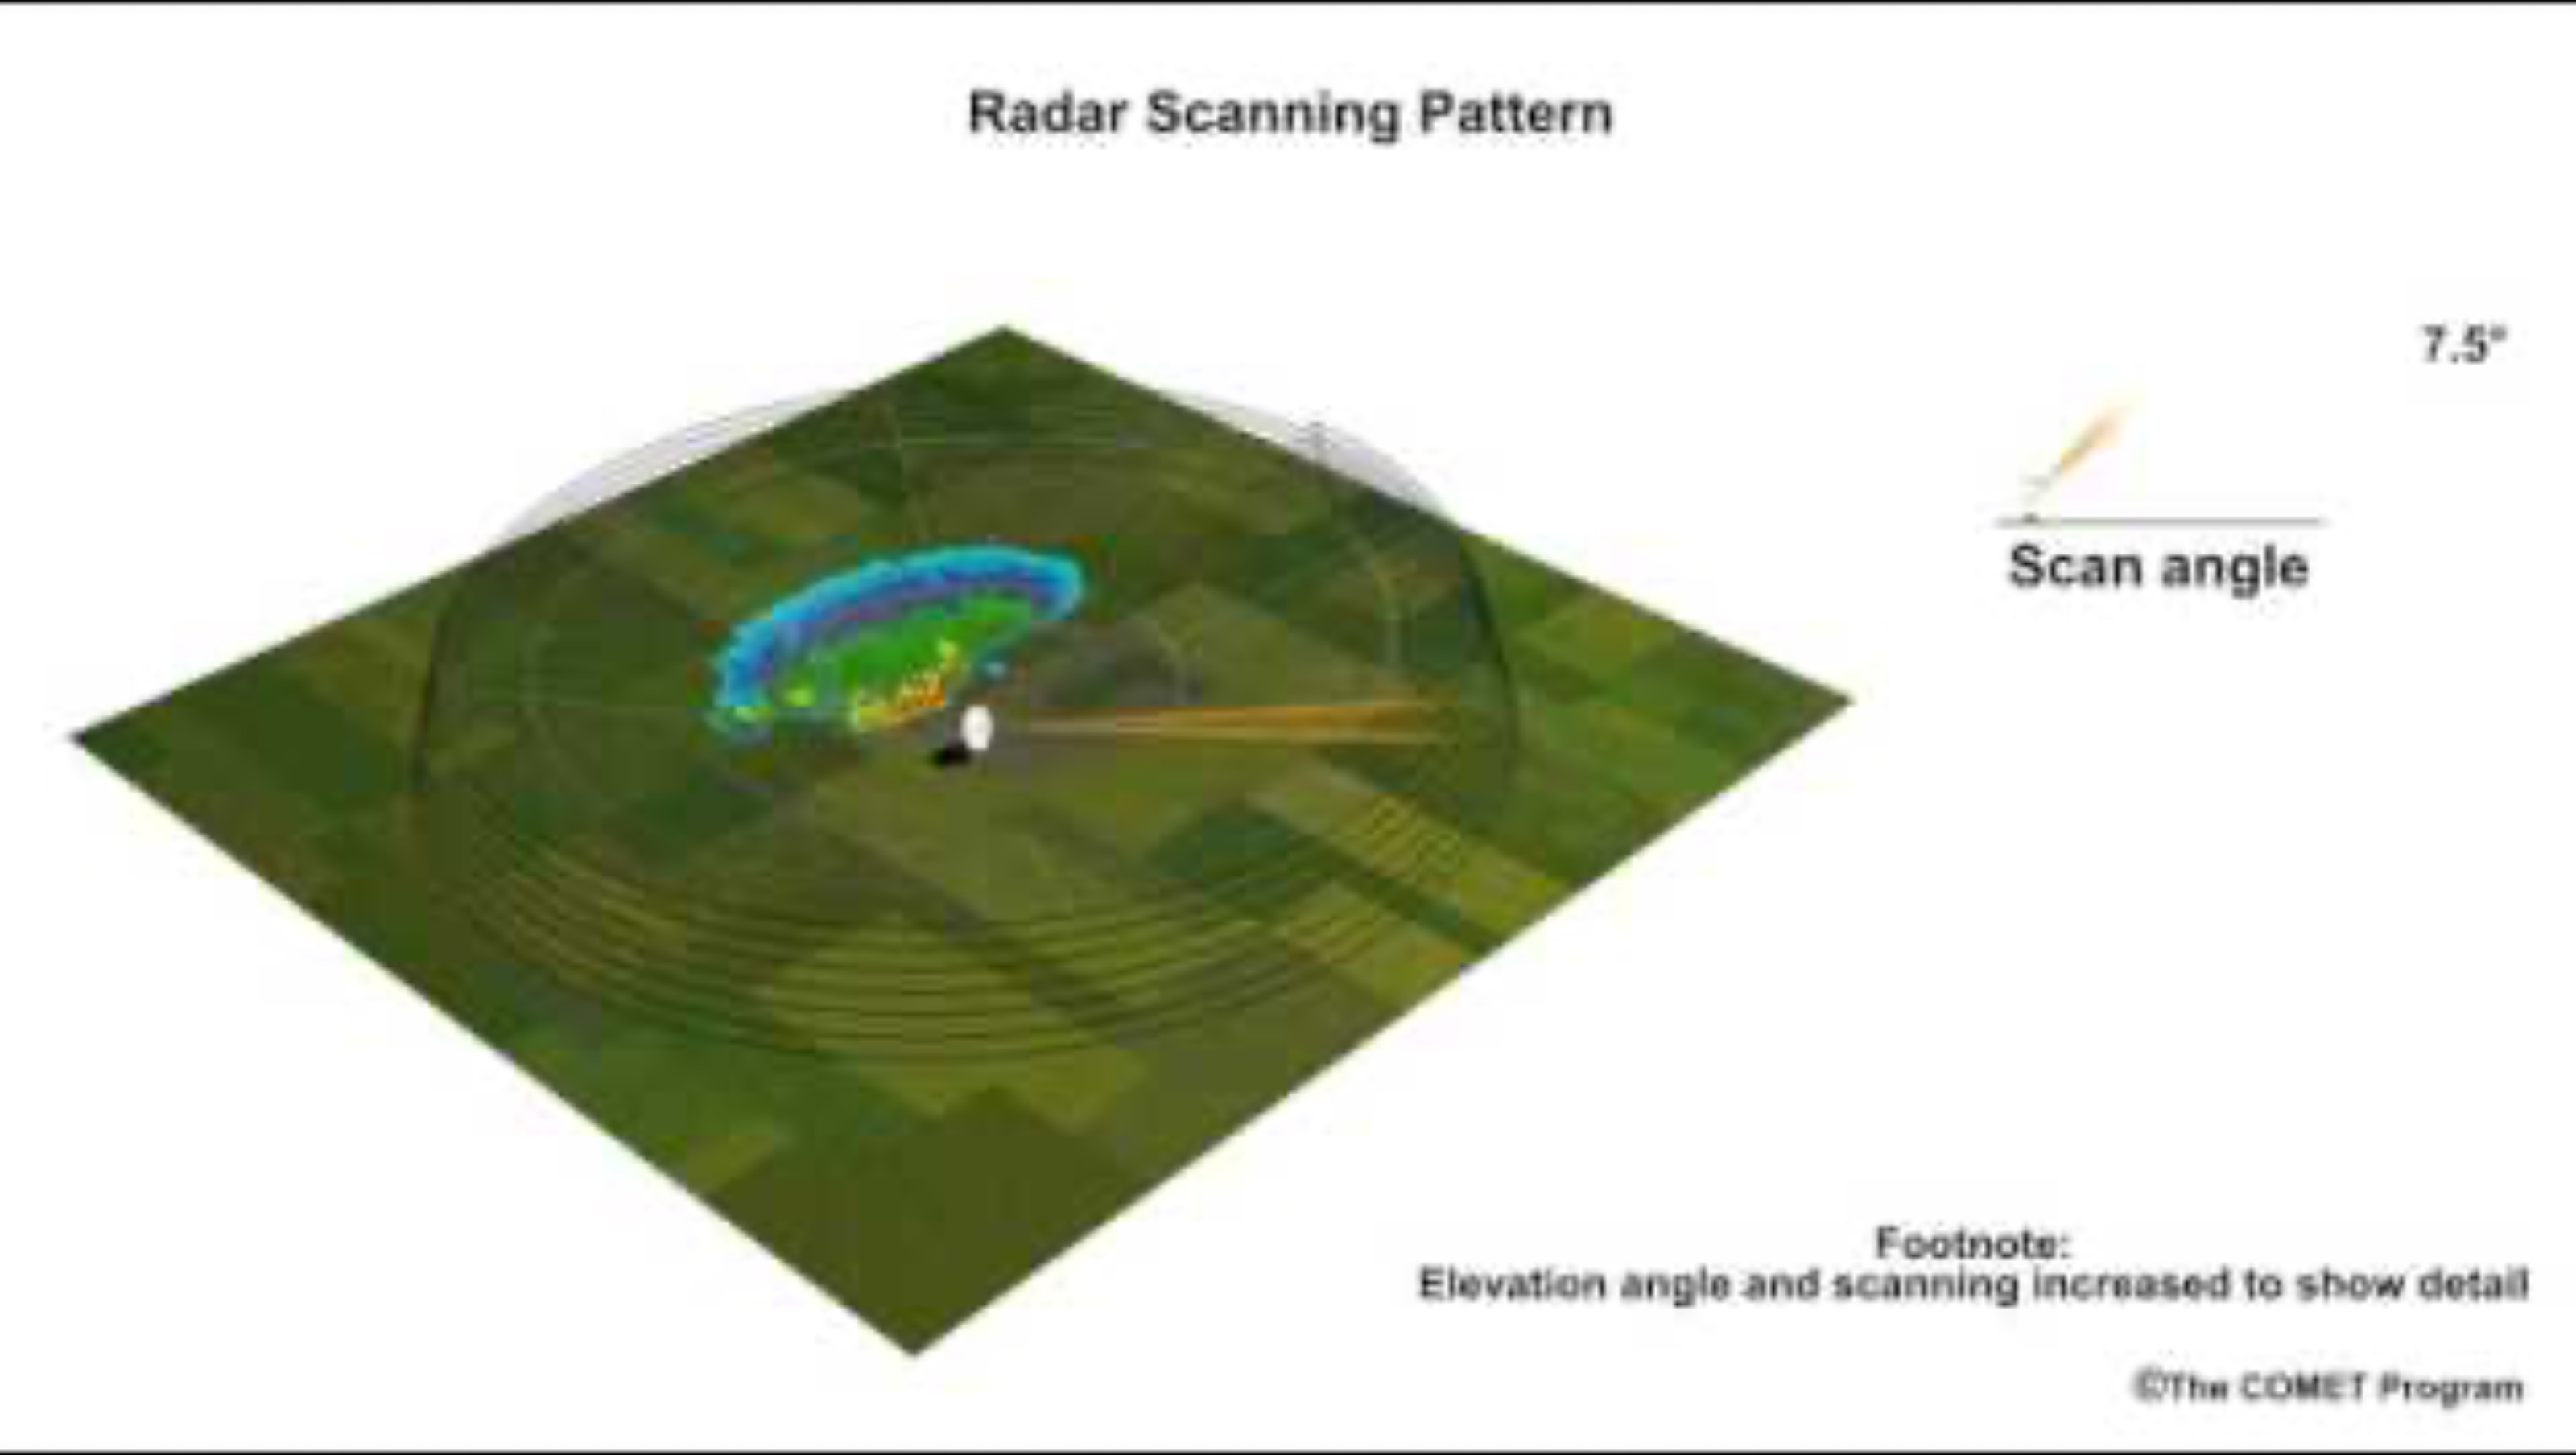 Radar Scanning Pattern
7.5°
Scan angle
Footnote:
Elevation angle and scanning increased to show detail
©The COMET Program